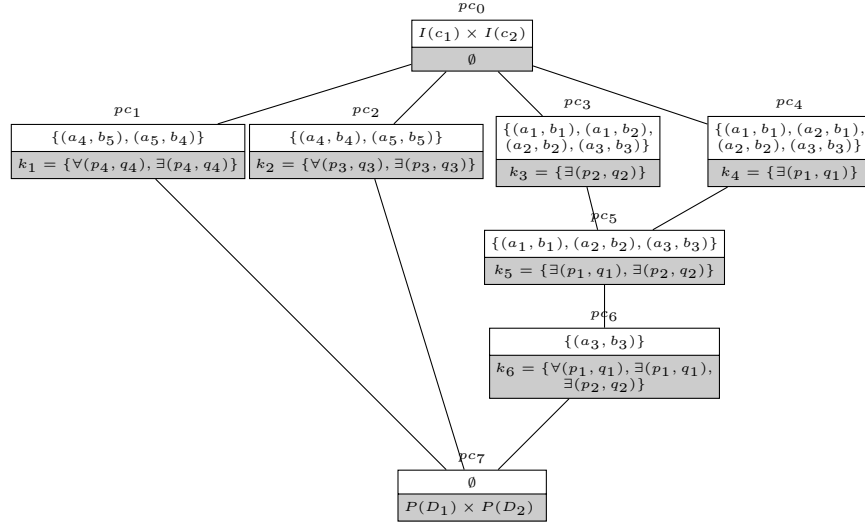 pc₀
I(c₁) × I(c₂)
∅
pc₁
{(a₄, b₅), (a₅, b₄)}
k₁ = {∀(p₄, q₄), ∃(p₄, q₄)}
pc₂
{(a₄, b₄), (a₅, b₅)}
k₂ = {∀(p₃, q₃), ∃(p₃, q₃)}
pc₃
{(a₁, b₁), (a₁, b₂),
(a₂, b₂), (a₃, b₃)}
k₃ = {∃(p₂, q₂)}
pc₄
{(a₁, b₁), (a₂, b₁),
(a₂, b₂), (a₃, b₃)}
k₄ = {∃(p₁, q₁)}
pc₅
{(a₁, b₁), (a₂, b₂), (a₃, b₃)}
k₅ = {∃(p₁, q₁), ∃(p₂, q₂)}
pc₆
{(a₃, b₃)}
k₆ = {∀(p₁, q₁), ∃(p₁, q₁),
∃(p₂, q₂)}
pc₇
∅
P(D₁) × P(D₂)